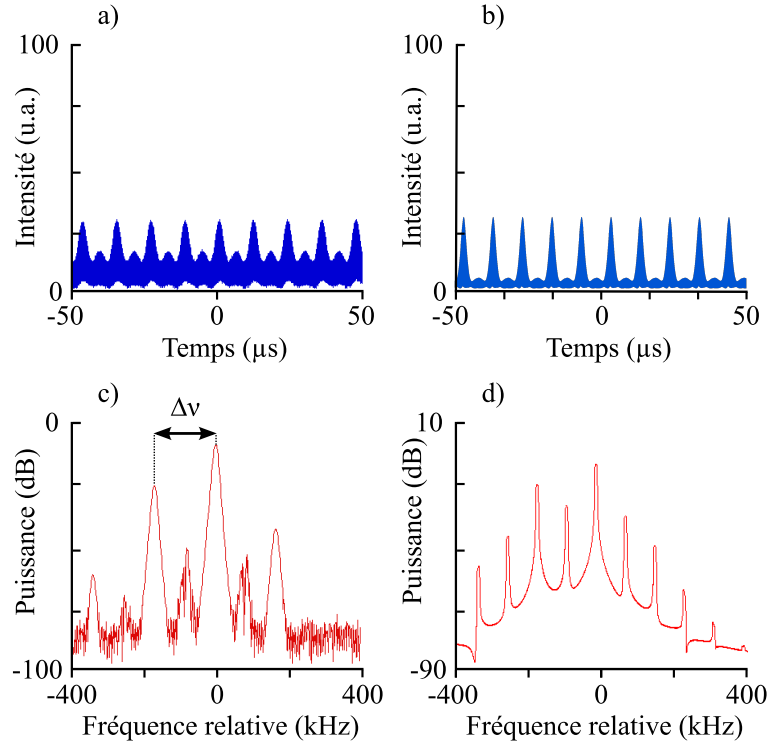 a)
100
Intensité (u.a.)
0
-50
0
50
Temps (µs)
b)
100
Intensité (u.a.)
0
-50
0
50
Temps (µs)
c)
0
Δν
Puissance (dB)
-100
-400
0
400
Fréquence relative (kHz)
d)
10
Puissance (dB)
-90
-400
0
400
Fréquence relative (kHz)